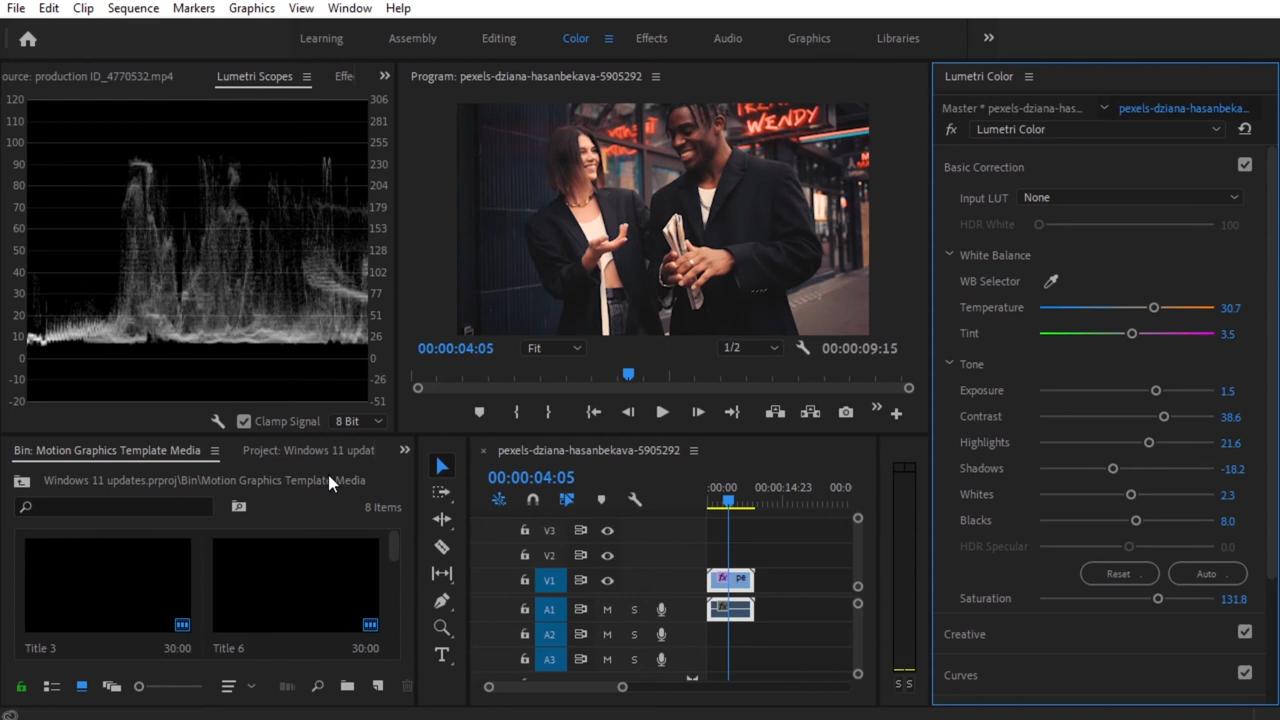 File Edit Clip Sequence Markers Graphics View Window Help
Learning Assembly Editing Color Effects Audio Graphics Libraries
ource: production ID_4770532.mp4 Lumetri Scopes Effe
120 306
110 281
100 255
90 230
80 204
70 179
60 153
50 128
40 102
30 77
20 51
10 26
0 0
-10 -26
-20 -51
Clamp Signal 8 Bit
Program: pexels-dziana-hasanbekava-5905292
TRENDY
WENDY
00:00:04:05 Fit 1/2 00:00:09:15
Lumetri Color
Master * pexels-dziana-has... pexels-dziana-hasanbeka...
fx Lumetri Color
Basic Correction
Input LUT None
HDR White 100
White Balance
WB Selector
Temperature 30.7
Tint 3.5
Tone
Exposure 1.5
Contrast 38.6
Highlights 21.6
Shadows -18.2
Whites 2.3
Blacks 8.0
HDR Specular 0.0
Reset Auto
Saturation 131.8
Creative
Curves
Bin: Motion Graphics Template Media Project: Windows 11 updat
Windows 11 updates.prproj\Bin\Motion Graphics Template Media
8 Items
Title 3 30:00 Title 6 30:00
pexels-dziana-hasanbekava-5905292
00:00:04:05
:00:00 00:00:14:23 00:0
V3
V2
V1 fx pe
A1 M S fx
A2 M S
A3 M S
S S